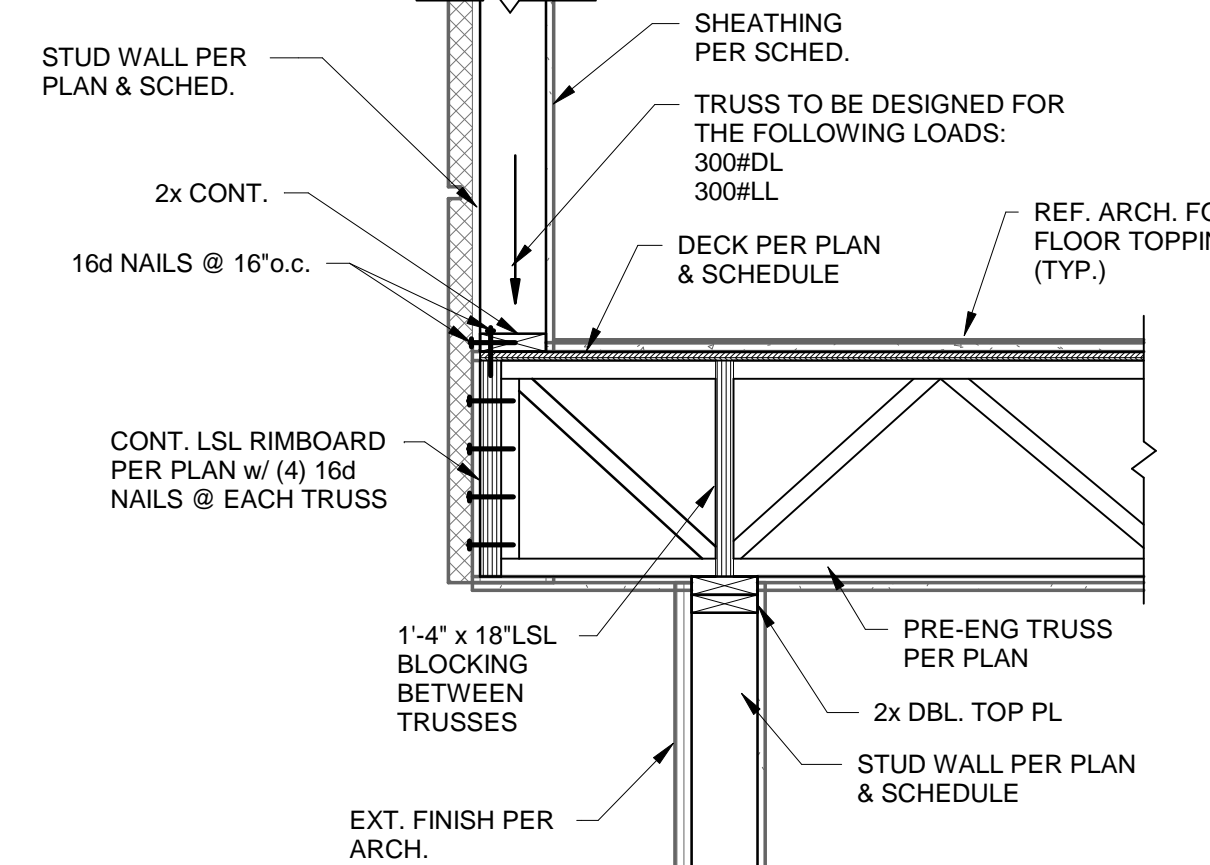 STUD WALL PER
PLAN & SCHED.
SHEATHING
PER SCHED.
TRUSS TO BE DESIGNED FOR
THE FOLLOWING LOADS:
300#DL
300#LL
2x CONT.
16d NAILS @ 16"o.c.
DECK PER PLAN
& SCHEDULE
REF. ARCH.
FLOOR
(TYP.)
CONT. LSL RIMBOARD
PER PLAN w/ (4) 16d
NAILS @ EACH TRUSS
1'-4" x 18"LSL
BLOCKING
BETWEEN
TRUSSES
PRE-ENG TRUSS
PER PLAN
2x DBL. TOP PL
STUD WALL PER PLAN
& SCHEDULE
EXT. FINISH PER
ARCH.